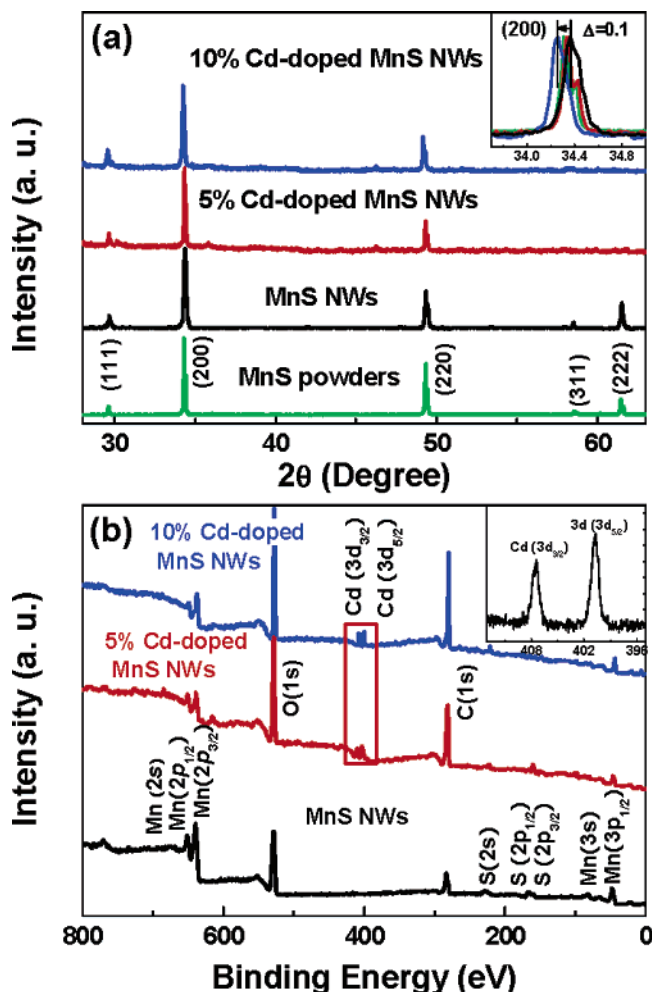 (a)
(200) Δ=0.1
10% Cd-doped MnS NWs
34.0 34.4 34.8
5% Cd-doped MnS NWs
MnS NWs
MnS powders
(111)
(200)
(220)
(311)
(222)
Intensity (a. u.)
30 40 50 60
2θ (Degree)
(b)
10% Cd-doped
MnS NWs
Cd (3d3/2)
Cd (3d5/2)
3d (3d5/2)
Cd (3d3/2)
408 402 396
5% Cd-doped
MnS NWs
O(1s)
C(1s)
Mn (2s)
Mn(2p1/2)
Mn(2p3/2)
MnS NWs
S(2s)
S (2p1/2)
S (2p3/2)
Mn(3s)
Mn(3p1/2)
Intensity (a. u.)
800 600 400 200 0
Binding Energy (eV)